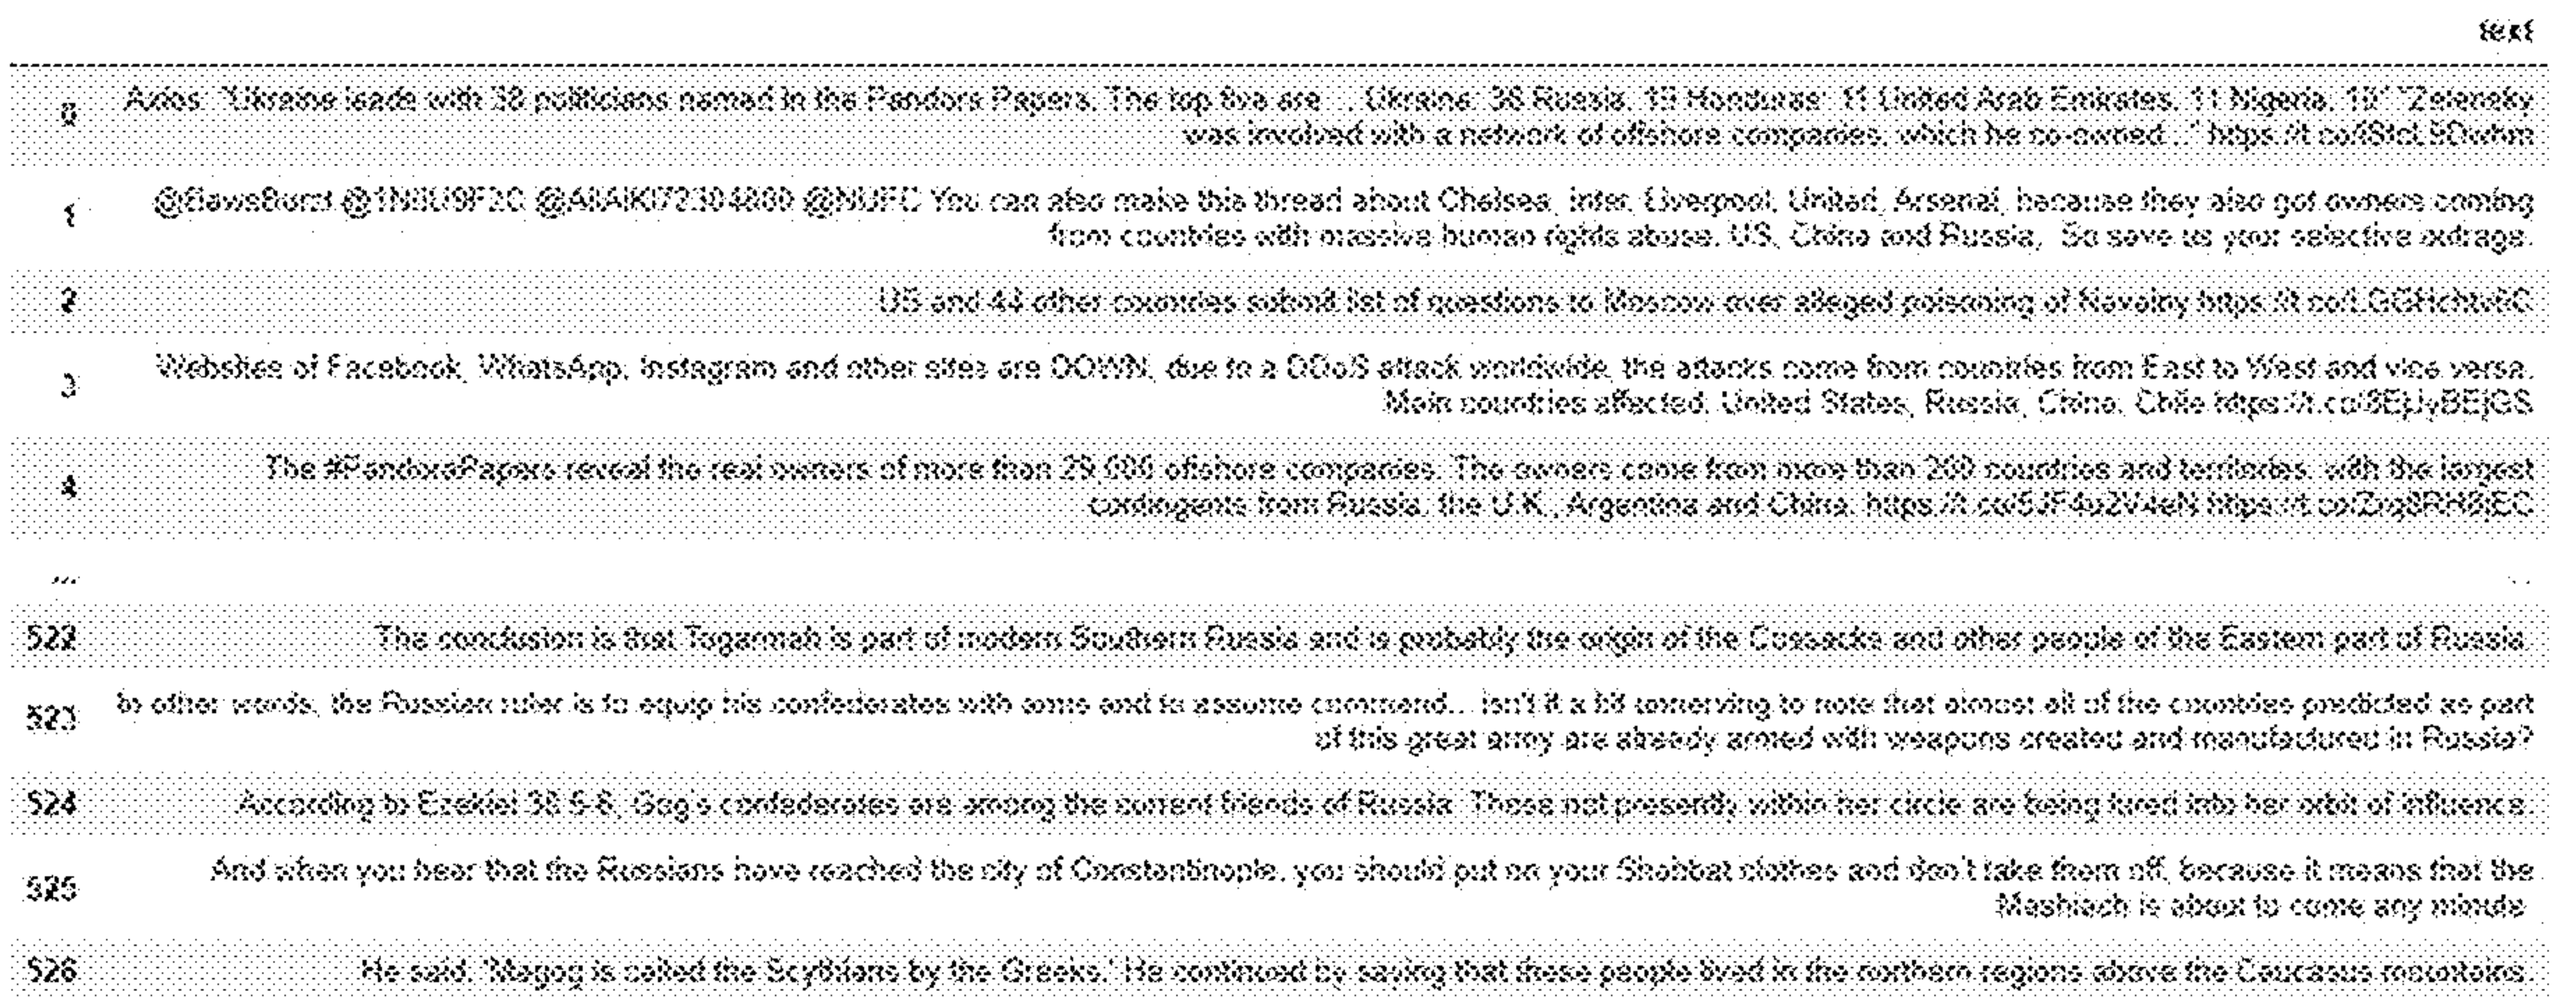 text
0 Axios: "Ukraine leads with 38 politicians named in the Pandora Papers. The top five are : . Ukraine: 38 Russia, 19 Honduras: 11 United Arab Emirates, 11 Nigeria, 10" "Zelensky
was involved with a network of offshore companies, which he co-owned..."
1 @NUFC You can also make this thread about Chelsea, inter, Liverpool, United, Arsenal, because they also got owners coming
from countries with massive human rights abuse. US, China and Russia, So save us your selective outrage.
2 US and 44 other countries submit list of questions to Moscow over alleged poisoning of Navalny
3 Websites of Facebook, WhatsApp, Instagram and other sites are DOWN, due to a DDoS attack worldwide, the attacks come from countries from East to West and vice versa.
Main countries affected: United States, Russia, China, Chile
4 The #PandoraPapers reveal the real owners of more than 29,000 offshore companies. The owners come from more than 200 countries and territories, with the largest
contingents from Russia, the U.K., Argentina and China.
... ...
522 The conclusion is that Togarmah is part of modern Southern Russia and is probably the origin of the Cossacks and other people of the Eastern part of Russia.
523 In other words, the Russian ruler is to equip his confederates with arms and to assume command... Isn't it a bit unnerving to note that almost all of the countries predicted as part
of this great army are already armed with weapons created and manufactured in Russia?
524 According to Ezekiel 38:5-6, Gog's confederates are among the current friends of Russia. Those not presently within her circle are being lured into her orbit of influence.
525 And when you hear that the Russians have reached the city of Constantinople, you should put on your Shabbat clothes and don't take them off, because it means that the
Mashiach is about to come any minute.
526 He said, 'Magog is called the Scythians by the Greeks.' He continued by saying that these people lived in the northern regions above the Caucasus mountains.